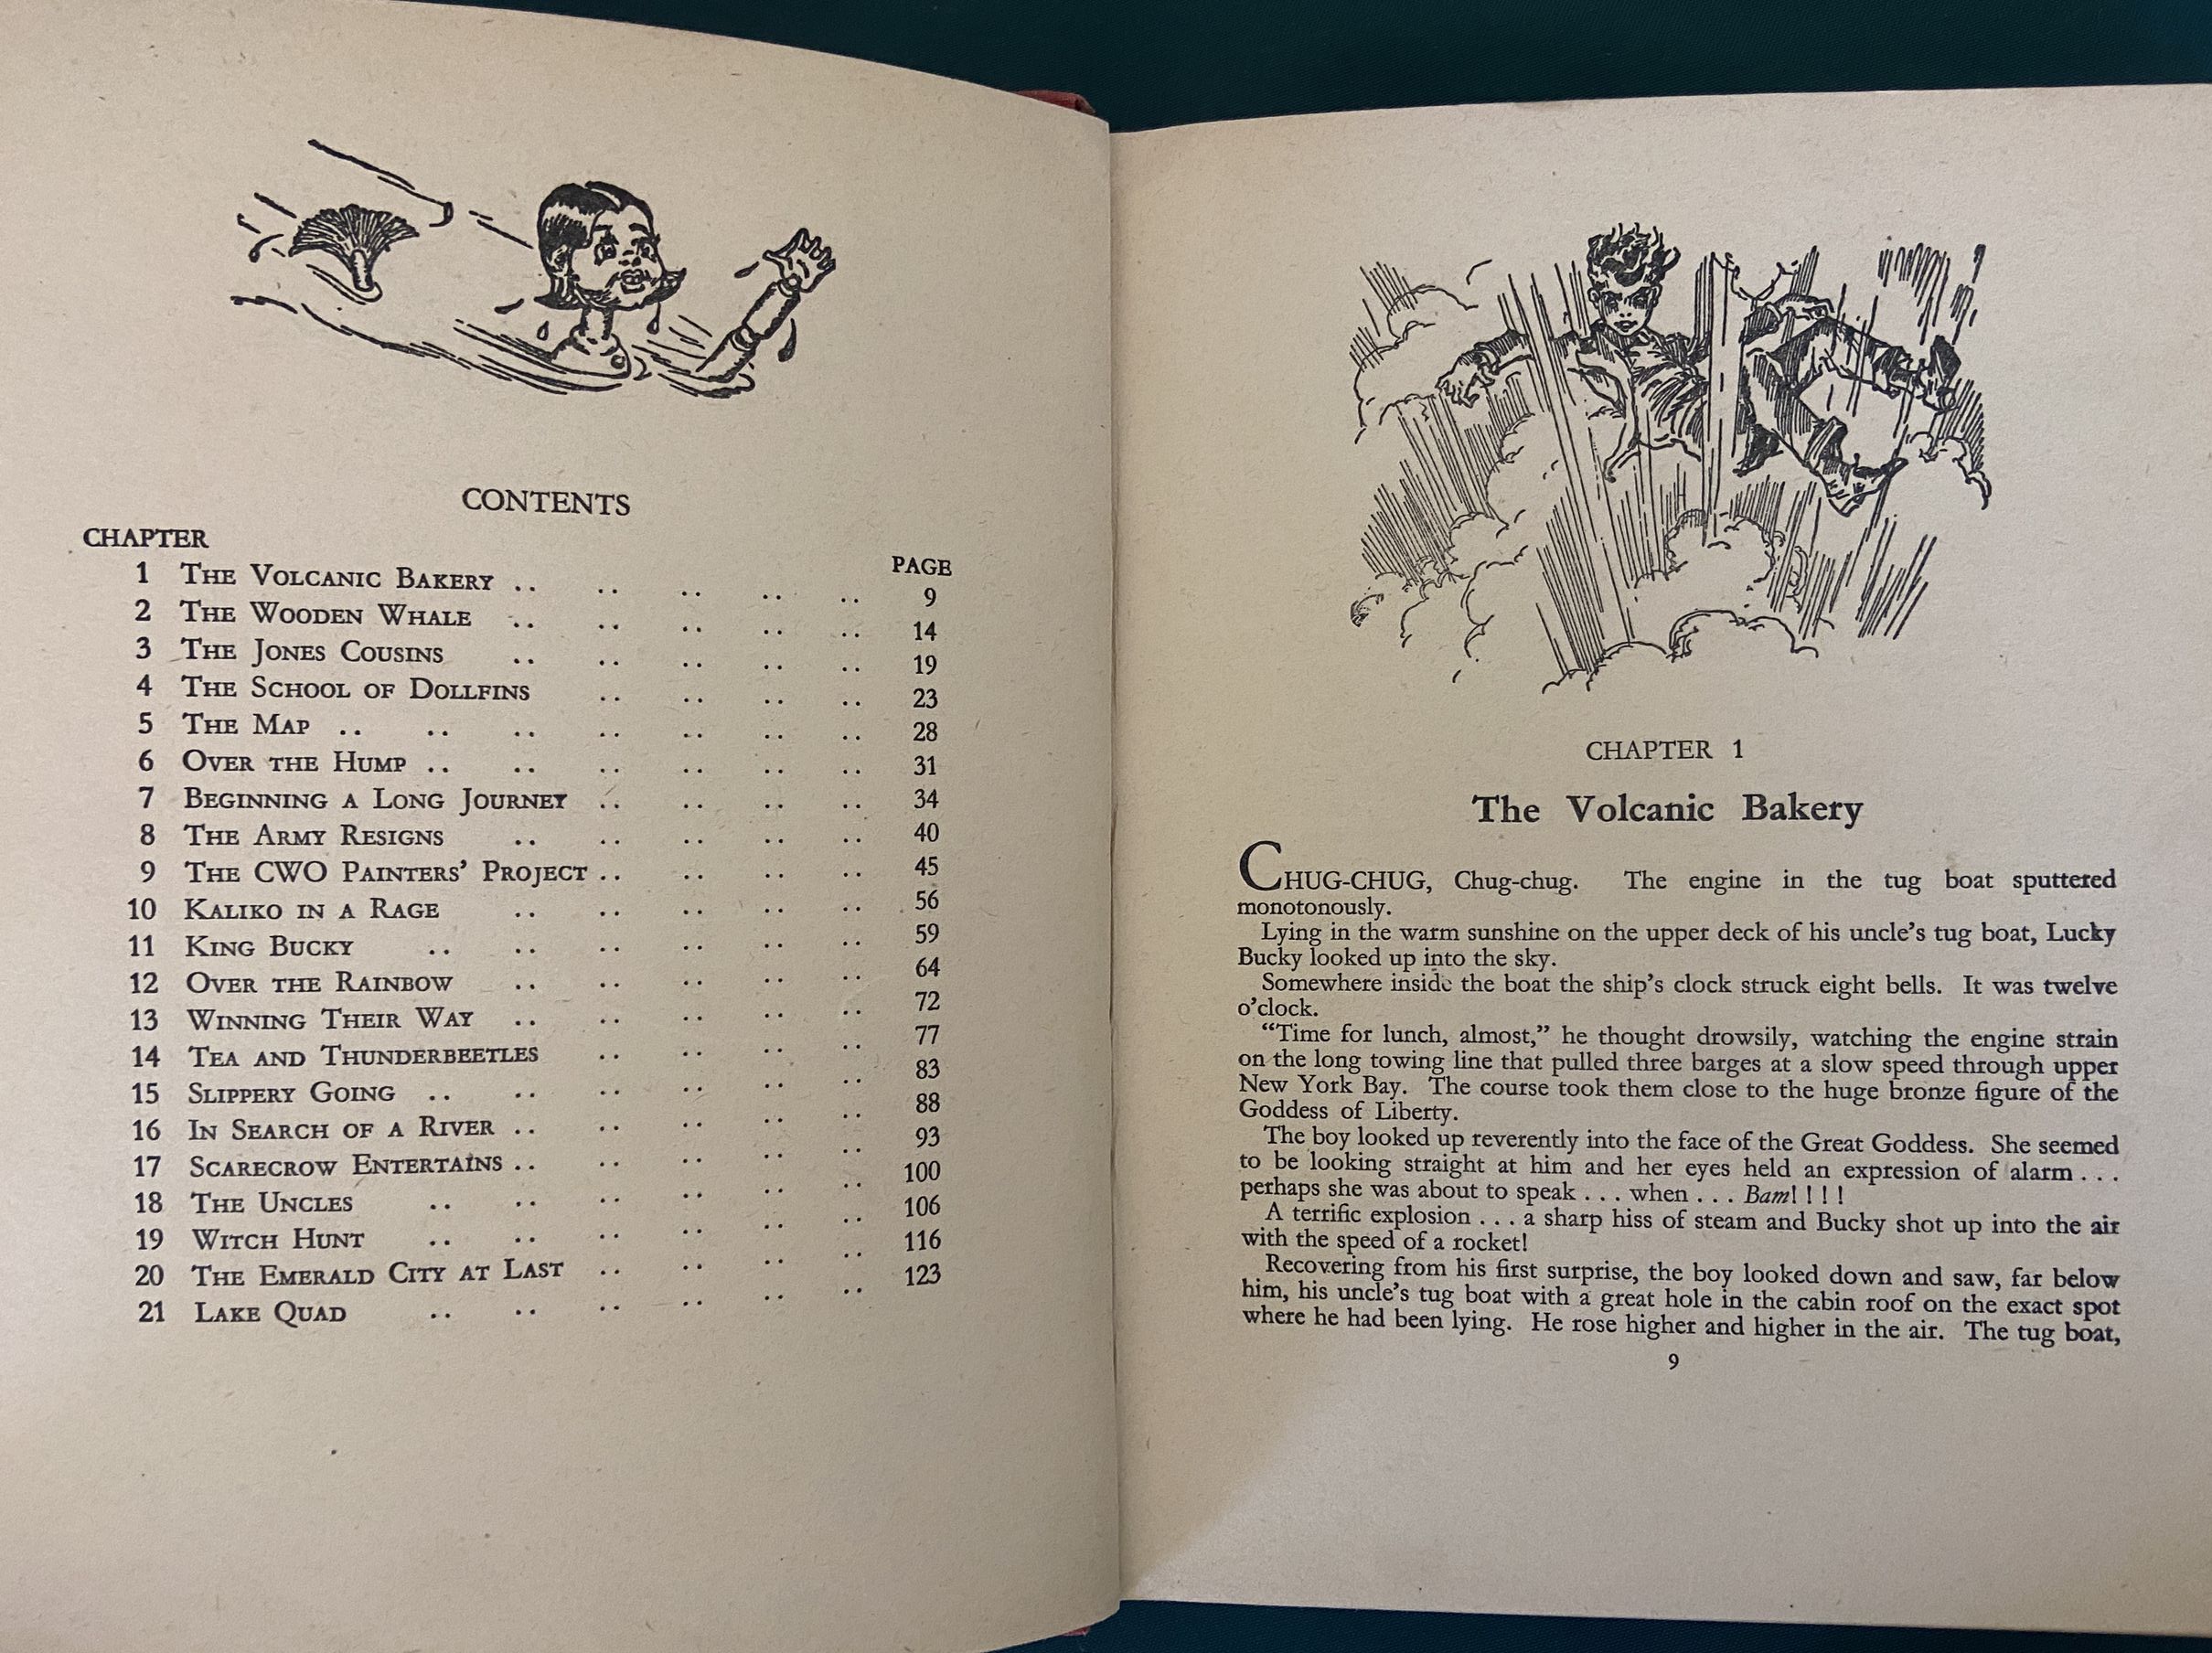 CONTENTS
CHAPTER PAGE
1 THE VOLCANIC BAKERY .. .. .. .. .. 9
2 THE WOODEN WHALE .. .. .. .. .. 14
3 THE JONES COUSINS .. .. .. .. .. 19
4 THE SCHOOL OF DOLLFINS .. .. .. .. 23
5 THE MAP .. .. .. .. .. .. .. 28
6 OVER THE HUMP .. .. .. .. .. .. 31
7 BEGINNING A LONG JOURNEY .. .. .. .. 34
8 THE ARMY RESIGNS .. .. .. .. .. 40
9 THE CWO PAINTERS' PROJECT .. .. .. .. 45
10 KALIKO IN A RAGE .. .. .. .. .. 56
11 KING BUCKY .. .. .. .. .. .. 59
12 OVER THE RAINBOW .. .. .. .. .. 64
13 WINNING THEIR WAY .. .. .. .. .. 72
14 TEA AND THUNDERBEETLES .. .. .. .. 77
15 SLIPPERY GOING .. .. .. .. .. .. 83
16 IN SEARCH OF A RIVER .. .. .. .. .. 88
17 SCARECROW ENTERTAINS .. .. .. .. .. 93
18 THE UNCLES .. .. .. .. .. .. 100
19 WITCH HUNT .. .. .. .. .. .. 106
20 THE EMERALD CITY AT LAST .. .. .. .. 116
21 LAKE QUAD .. .. .. .. .. .. 123
CHAPTER 1
The Volcanic Bakery
CHUG-CHUG, Chug-chug. The engine in the tug boat sputtered
monotonously.
Lying in the warm sunshine on the upper deck of his uncle's tug boat, Lucky
Bucky looked up into the sky.
Somewhere inside the boat the ship's clock struck eight bells. It was twelve
o'clock.
“Time for lunch, almost,” he thought drowsily, watching the engine strain
on the long towing line that pulled three barges at a slow speed through upper
New York Bay. The course took them close to the huge bronze figure of the
Goddess of Liberty.
The boy looked up reverently into the face of the Great Goddess. She seemed
to be looking straight at him and her eyes held an expression of alarm . . .
perhaps she was about to speak . . . when . . . Bam! ! ! !
A terrific explosion . . . a sharp hiss of steam and Bucky shot up into the air
with the speed of a rocket!
Recovering from his first surprise, the boy looked down and saw, far below
him, his uncle's tug boat with a great hole in the cabin roof on the exact spot
where he had been lying. He rose higher and higher in the air. The tug boat,
9